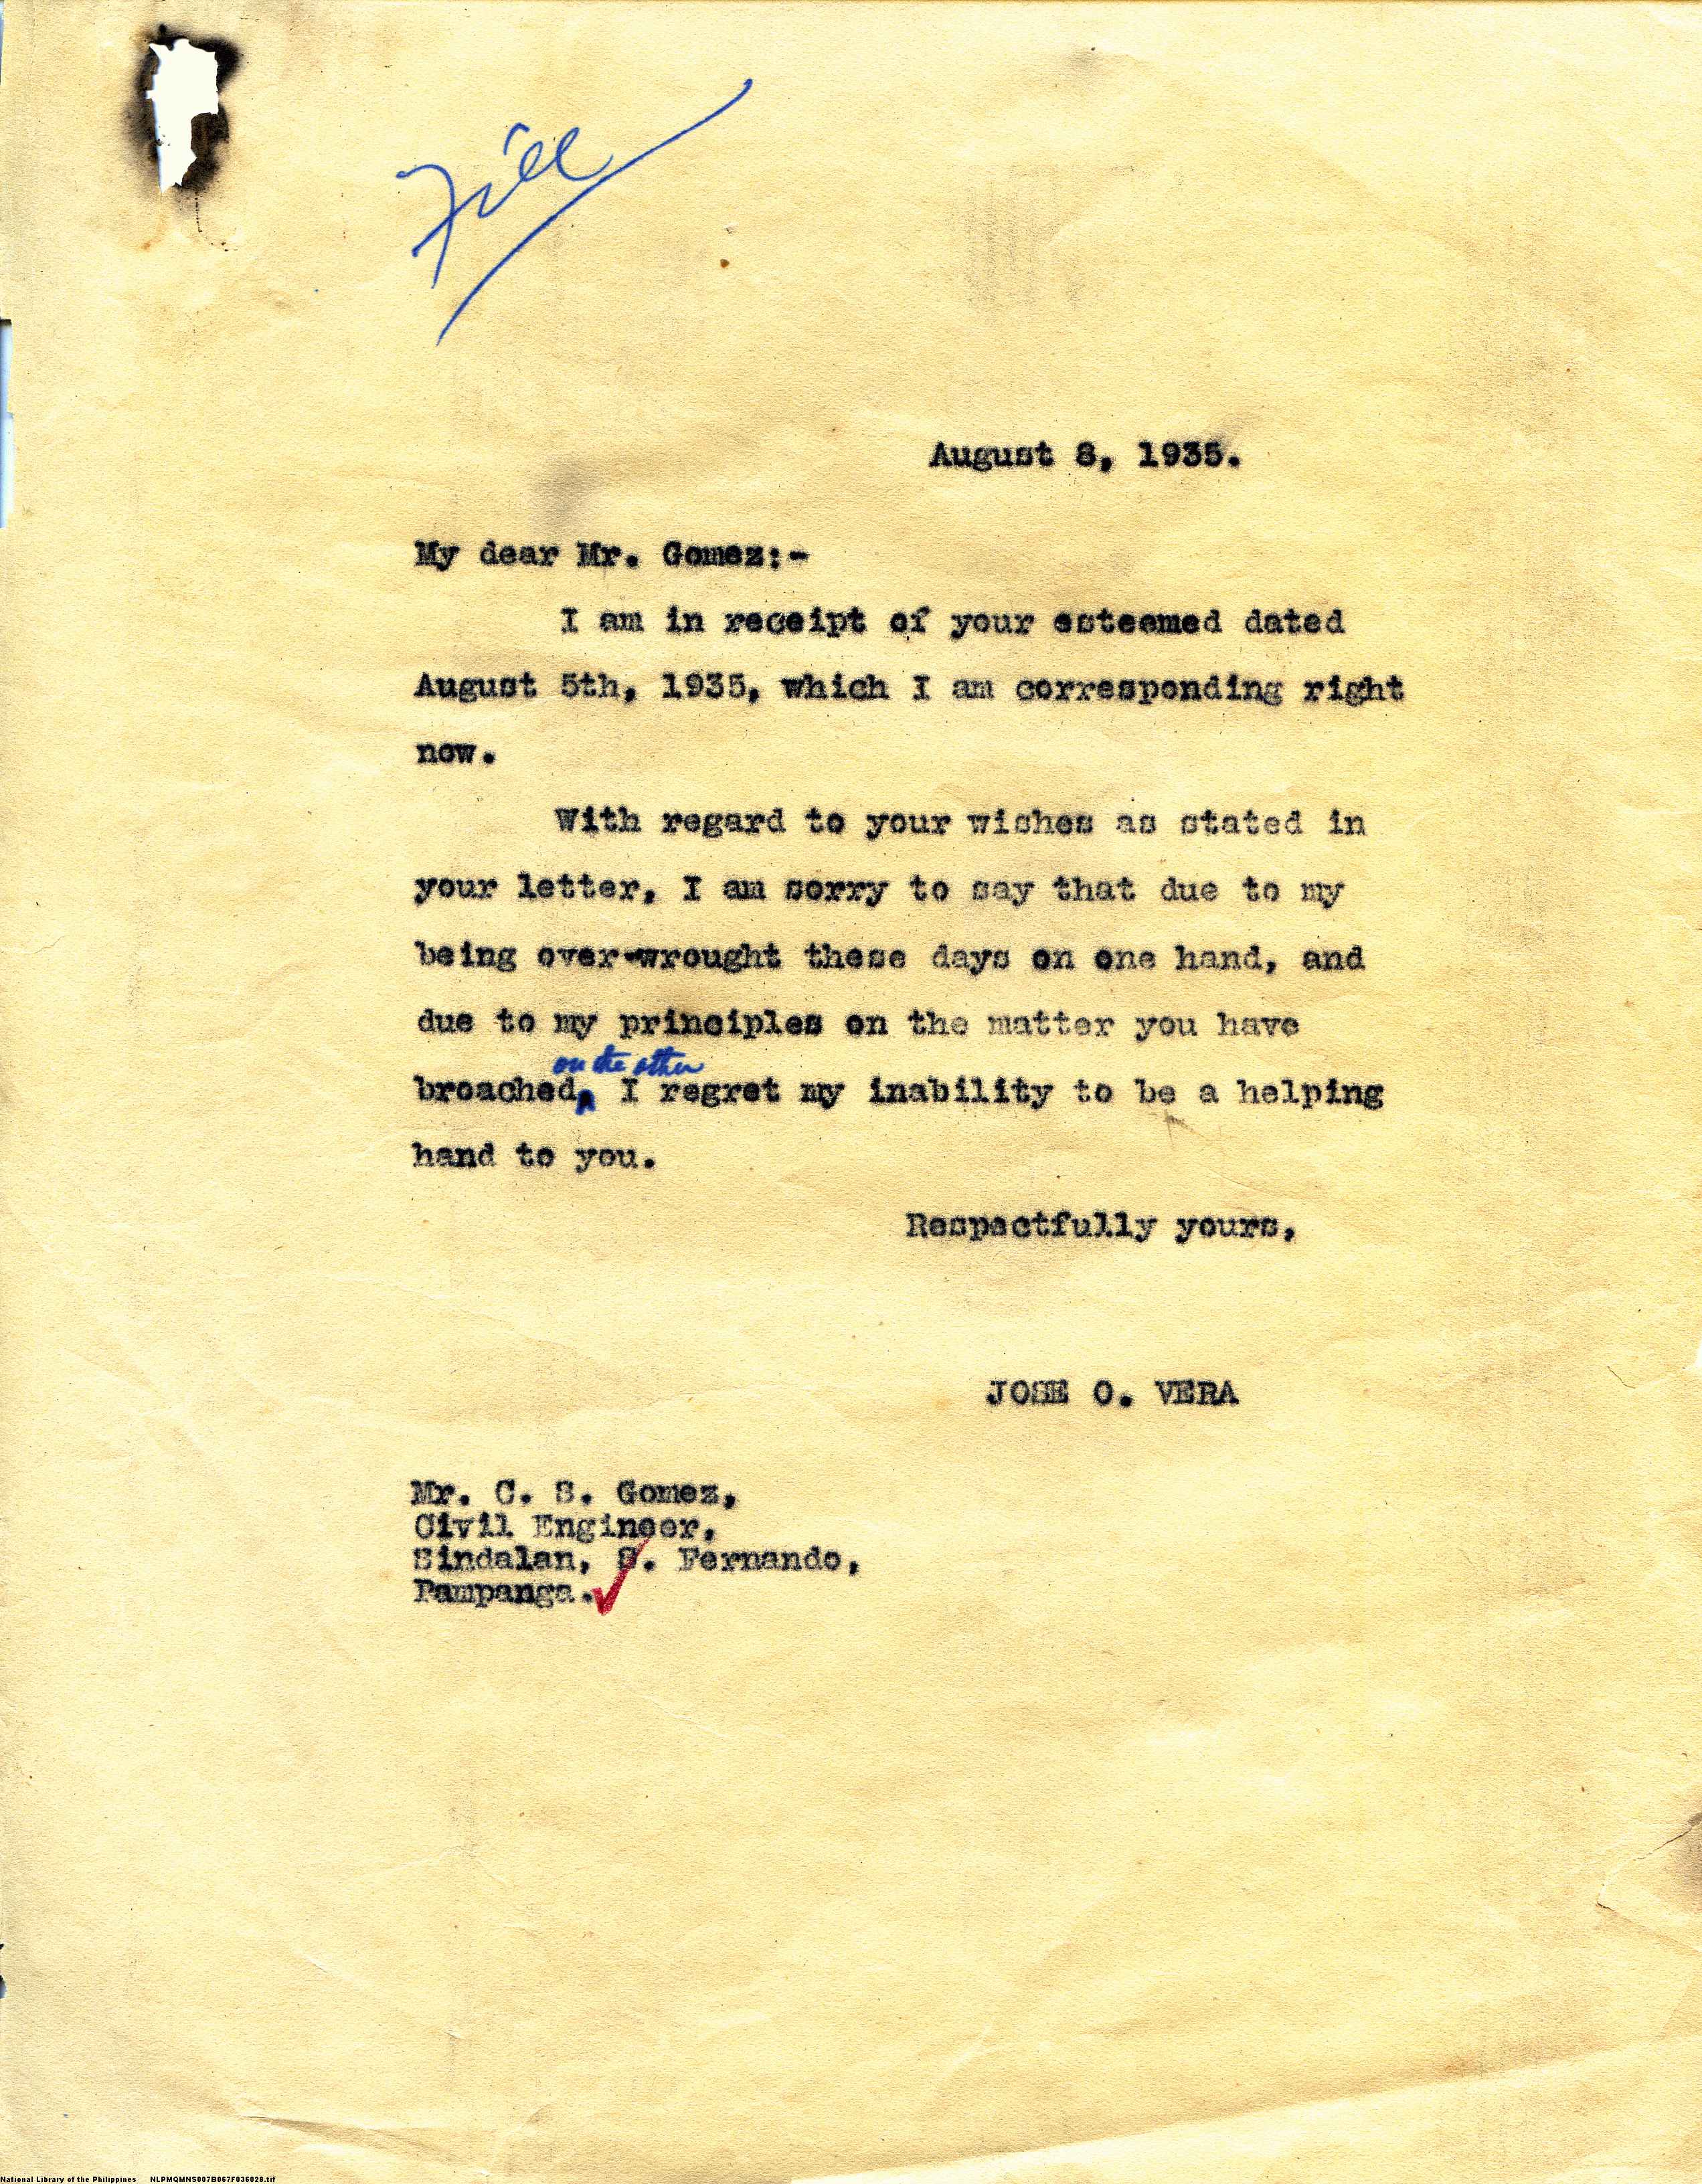 File
August 8, 1935.
My dear Mr. Gomez:-
I am in receipt of your esteemed dated
August 5th, 1935, which I am corresponding right
now.
With regard to your wishes as stated in
your letter, I am sorry to say that due to my
being over-wrought these days on one hand, and
due to my principles on the matter you have
on the other
broached, I regret my inability to be a helping
hand to you.
Respectfully yours,
JOSE O. VERA
Mr. C. S. Gomez,
Civil Engineer,
Sindalan, S. Fernando,
Pampanga.
National Library of the Philippines NLPMQMNS007B067F036028.tif